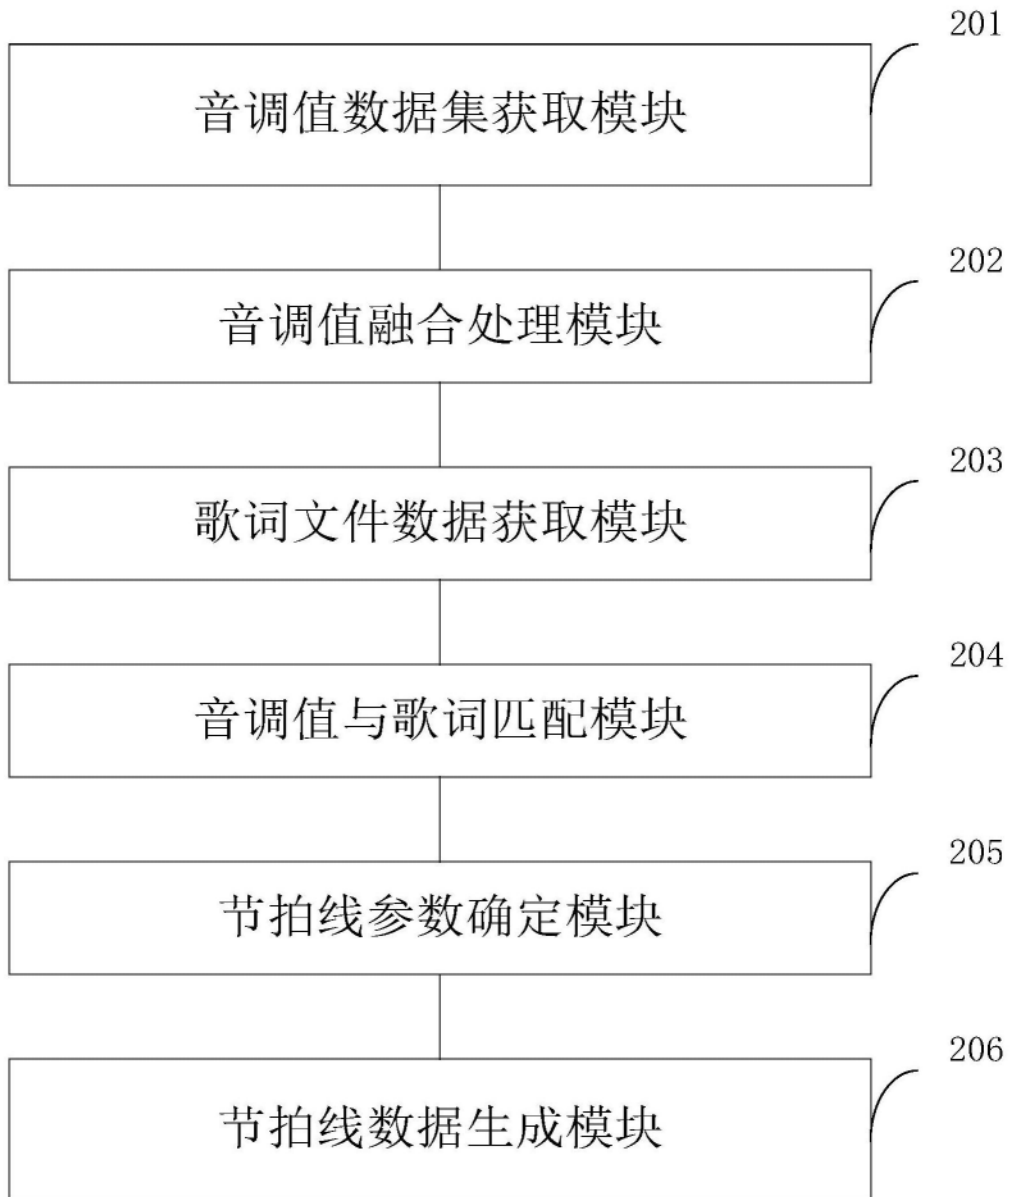 201
音调值数据集获取模块
202
音调值融合处理模块
203
歌词文件数据获取模块
204
音调值与歌词匹配模块
205
节拍线参数确定模块
206
节拍线数据生成模块